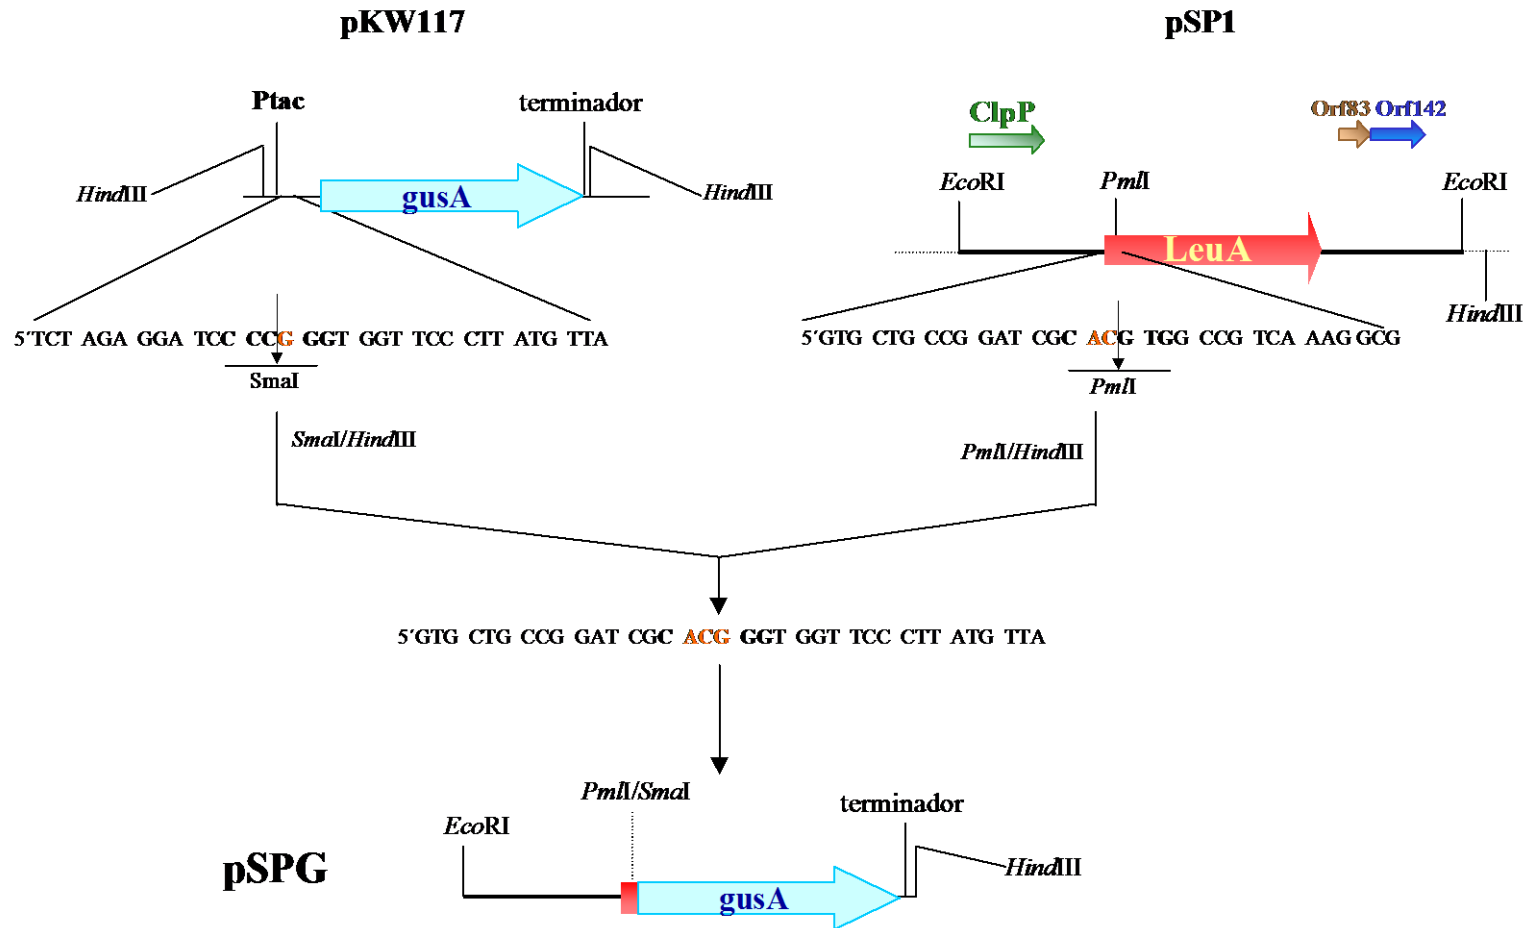 pKW117
pSP1
Ptac
terminador
ClpP
Orf83 Orf142
HindIII
gusA
HindIII
EcoRI
PmlI
EcoRI
LeuA
HindIII
5´TCT AGA GGA TCC CCG GGT GGT TCC CTT ATG TTA
5´GTG CTG CCG GAT CGC ACG TGG CCG TCA AAG GCG
SmaI
PmlI
SmaI/HindIII
PmlI/HindIII
5´GTG CTG CCG GAT CGC ACG GGT GGT TCC CTT ATG TTA
PmlI/SmaI
terminador
EcoRI
pSPG
HindIII
gusA